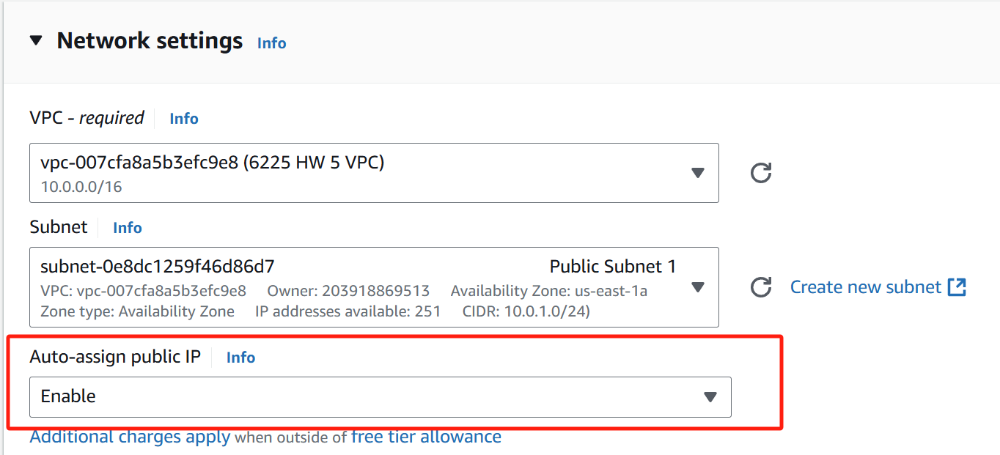 Network settings Info
VPC - required Info
vpc-007cfa8a5b3efc9e8 (6225 HW 5 VPC)
10.0.0.0/16
Subnet Info
subnet-0e8dc1259f46d86d7 Public Subnet 1
VPC: vpc-007cfa8a5b3efc9e8 Owner: 203918869513 Availability Zone: us-east-1a
Zone type: Availability Zone IP addresses available: 251 CIDR: 10.0.1.0/24)
Create new subnet
Auto-assign public IP Info
Enable
Additional charges apply when outside of free tier allowance